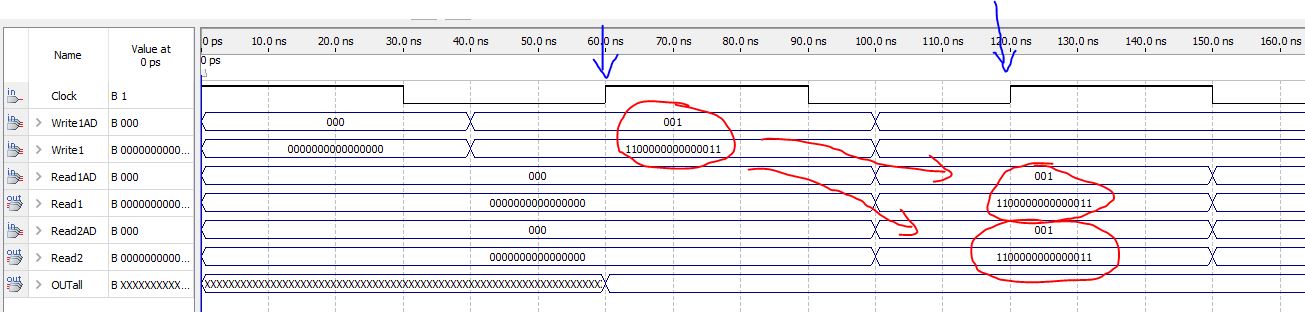 0 ps 10.0 ns 20.0 ns 30.0 ns 40.0 ns 50.0 ns 60.0 ns 70.0 ns 80.0 ns 90.0 ns 100.0 ns 110.0 ns 120.0 ns 130.0 ns 140.0 ns 150.0 ns 160.0 ns
Name Value at
0 ps
0 ps
in Clock B 1
in > Write1AD B 000 000 001
in > Write1 B 0000000000... 0000000000000000 1100000000000011
in > Read1AD B 000 000 001
out > Read1 B 0000000000... 0000000000000000 1100000000000011
in > Read2AD B 000 000 001
out > Read2 B 0000000000... 0000000000000000 1100000000000011
out > OUTall B XXXXXXXXXX...